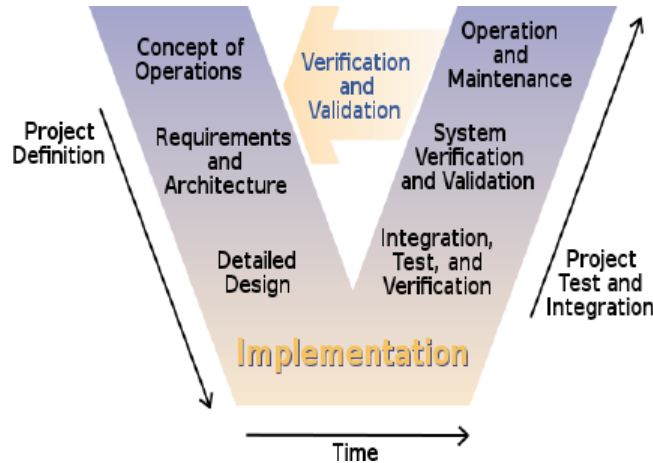 Concept of
Operations
Verification
and
Validation
Operation
and
Maintenance
Project
Definition
Requirements
and
Architecture
System
Verification
and Validation
Detailed
Design
Integration,
Test, and
Verification
Project
Test and
Integration
Implementation
Time